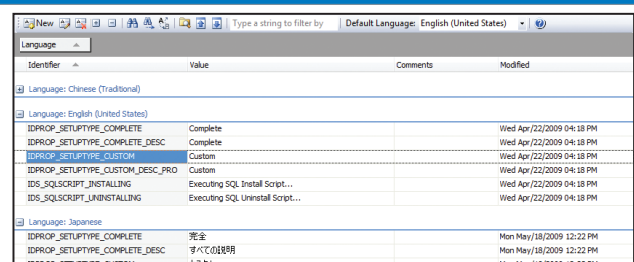 New Type a string to filter by Default Language: English (United States)
Language
Identifier Value Comments Modified
Language: Chinese (Traditional)
Language: English (United States)
IDPROP_SETUPTYPE_COMPLETE Complete Wed Apr/22/2009 04:18 PM
IDPROP_SETUPTYPE_COMPLETE_DESC Complete Wed Apr/22/2009 04:18 PM
IDPROP_SETUPTYPE_CUSTOM Custom Wed Apr/22/2009 04:18 PM
IDPROP_SETUPTYPE_CUSTOM_DESC_PRO Custom Wed Apr/22/2009 04:18 PM
IDS_SQLSCRIPT_INSTALLING Executing SQL Install Script... Wed Apr/22/2009 04:18 PM
IDS_SQLSCRIPT_UNINSTALLING Executing SQL Uninstall Script... Wed Apr/22/2009 04:18 PM
Language: Japanese
IDPROP_SETUPTYPE_COMPLETE 完全 Mon May/18/2009 12:22 PM
IDPROP_SETUPTYPE_COMPLETE_DESC すべての説明 Mon May/18/2009 12:22 PM